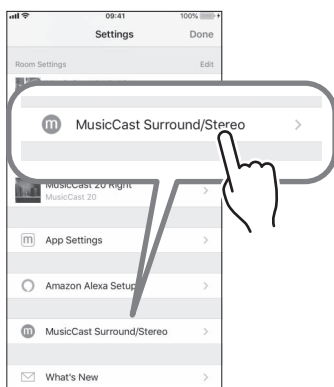 09:41
100%
Settings
Done
Room Settings
Edit
m MusicCast Surround/Stereo
MusicCast 20 Right
MusicCast 20
m App Settings
Amazon Alexa Setup
m MusicCast Surround/Stereo
What's New